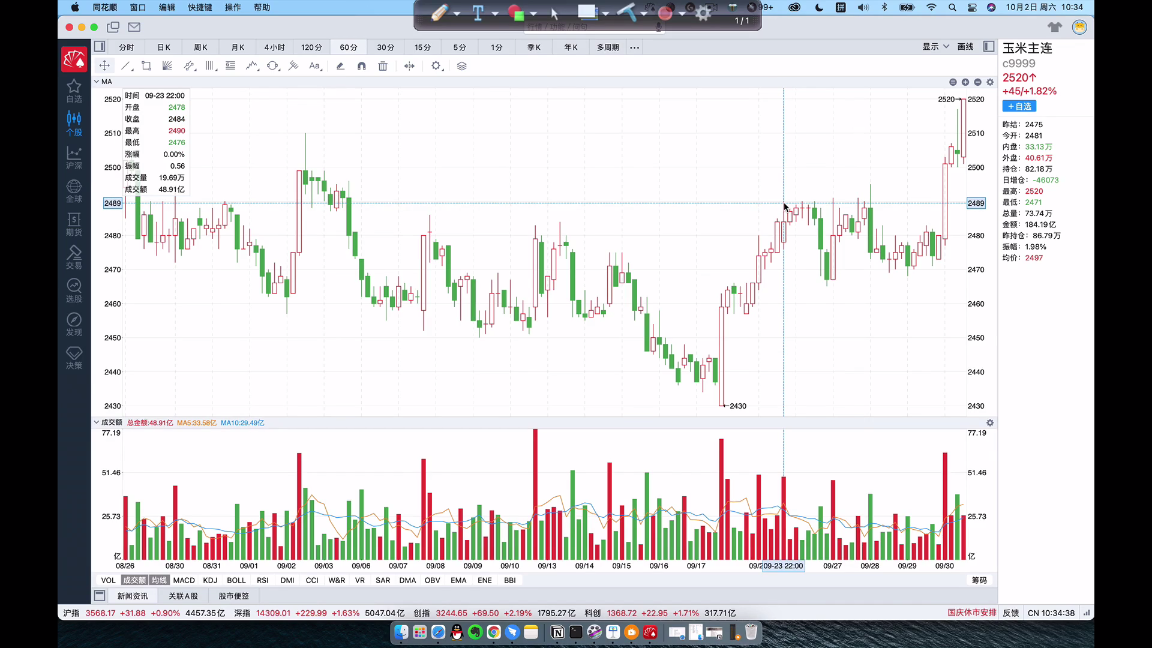 同花顺 窗口 编辑 快捷键 操作 帮助
99+
10月2日 周六 10:34
1/1
分时 日K 周K 月K 4小时 120分 60分 30分 15分 5分 1分 季K 年K 多周期
显示 画线
自选
个股
沪深
全球
期货
交易
选股
发现
决策
玉米主连
c9999
2520↑
+45/+1.82%
+自选
昨结: 2475
今开: 2481
内盘: 33.13万
外盘: 40.61万
持仓: 82.18万
日增仓: -46073
最高: 2520
最低: 2471
总量: 73.74万
金额: 184.19亿
昨持仓: 86.79万
振幅: 1.98%
均价: 2497
MA
时间 09-23 22:00
开盘 2478
收盘 2484
最高 2490
最低 2476
涨幅 0.00%
振幅 0.56
成交量 19.69万
成交额 48.91亿
2520 2520 2520
2510 2510
2500 2500
2489 2489
2480 2480
2470 2470
2460 2460
2450 2450
2440 2440
2430 2430 2430
成交额 总金额:48.91亿 MA5:33.58亿 MA10:29.49亿
77.19 77.19
51.46 51.46
25.73 25.73
亿 亿
08/26 08/30 08/31 09/01 09/02 09/03 09/06 09/07 09/08 09/09 09/10 09/13 09/14 09/15 09/16 09/17 09-23 22:00 09/27 09/28 09/29 09/30
VOL 成交额 均线 MACD KDJ BOLL RSI DMI CCI W&R VR SAR DMA OBV EMA ENE BBI
筹码
新闻资讯 关联A股 股市便签
沪指 3568.17 +31.88 +0.90% 4457.35亿 深指 14309.01 +229.99 +1.63% 5047.04亿 创指 3244.65 +69.50 +2.19% 1795.27亿 科创 1368.72 +22.95 +1.71% 317.71亿
国庆休市安排 反馈 CN 10:34:38